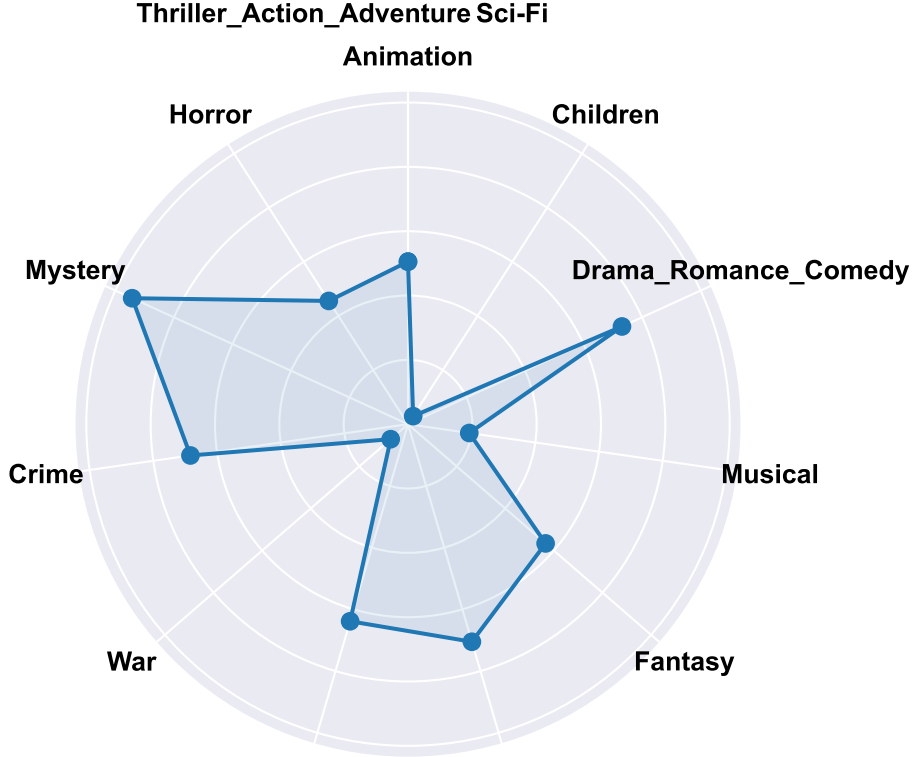 Thriller_Action_Adventure Sci-Fi
Animation
Horror
Children
Mystery
Drama_Romance_Comedy
Crime
Musical
War
Fantasy